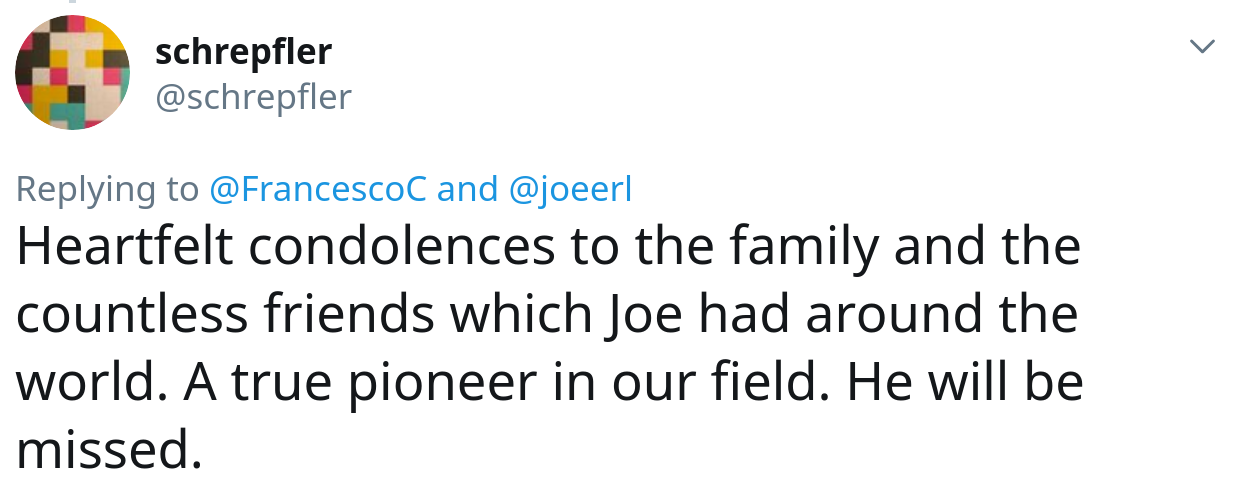 schrepfler
@schrepfler
Replying to @FrancescoC and @joeerl
Heartfelt condolences to the family and the
countless friends which Joe had around the
world. A true pioneer in our field. He will be
missed.